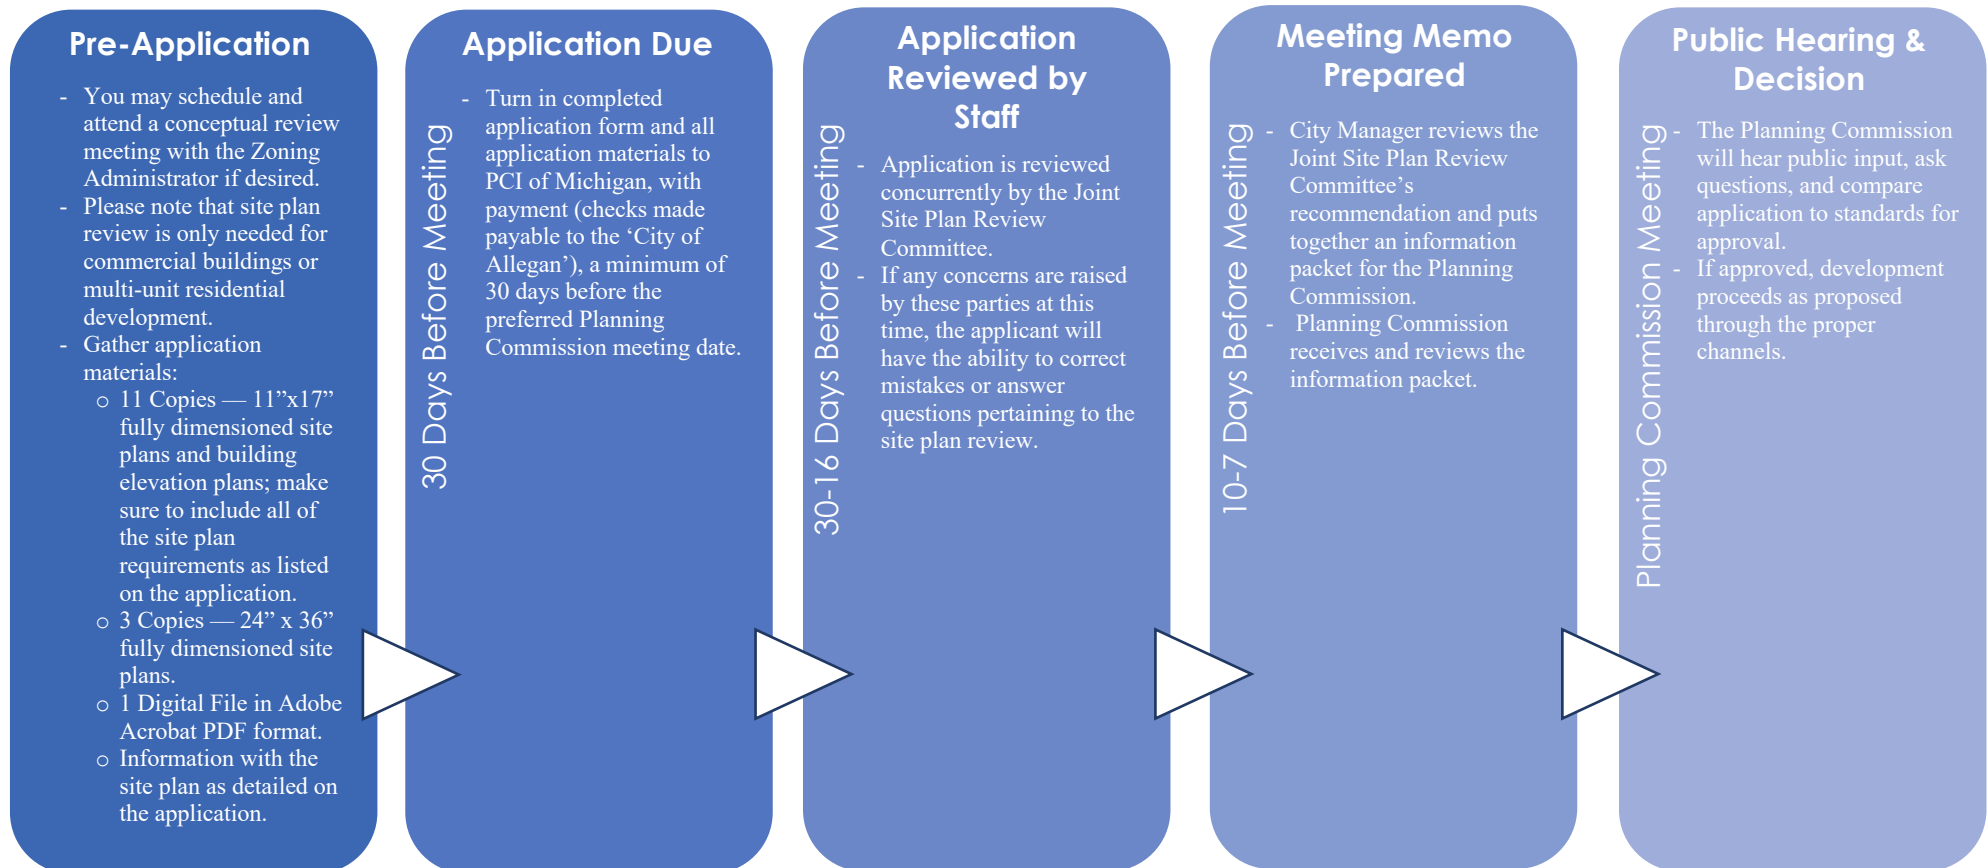 Pre-Application
- You may schedule and
attend a conceptual review
meeting with the Zoning
Administrator if desired.
- Please note that site plan
review is only needed for
commercial buildings or
multi-unit residential
development.
- Gather application
materials:
o 11 Copies — 11”x17”
fully dimensioned site
plans and building
elevation plans; make
sure to include all of
the site plan
requirements as listed
on the application.
o 3 Copies — 24” x 36”
fully dimensioned site
plans.
o 1 Digital File in Adobe
Acrobat PDF format.
o Information with the
site plan as detailed on
the application.
30 Days Before Meeting
Application Due
- Turn in completed
application form and all
application materials to
PCI of Michigan, with
payment (checks made
payable to the ‘City of
Allegan’), a minimum of
30 days before the
preferred Planning
Commission meeting date.
30-16 Days Before Meeting
Application
Reviewed by
Staff
- Application is reviewed
concurrently by the Joint
Site Plan Review
Committee.
- If any concerns are raised
by these parties at this
time, the applicant will
have the ability to correct
mistakes or answer
questions pertaining to the
site plan review.
10-7 Days Before Meeting
Meeting Memo
Prepared
- City Manager reviews the
Joint Site Plan Review
Committee’s
recommendation and puts
together an information
packet for the Planning
Commission.
- Planning Commission
receives and reviews the
information packet.
Planning Commission Meeting
Public Hearing &
Decision
- The Planning Commission
will hear public input, ask
questions, and compare
application to standards for
approval.
- If approved, development
proceeds as proposed
through the proper
channels.